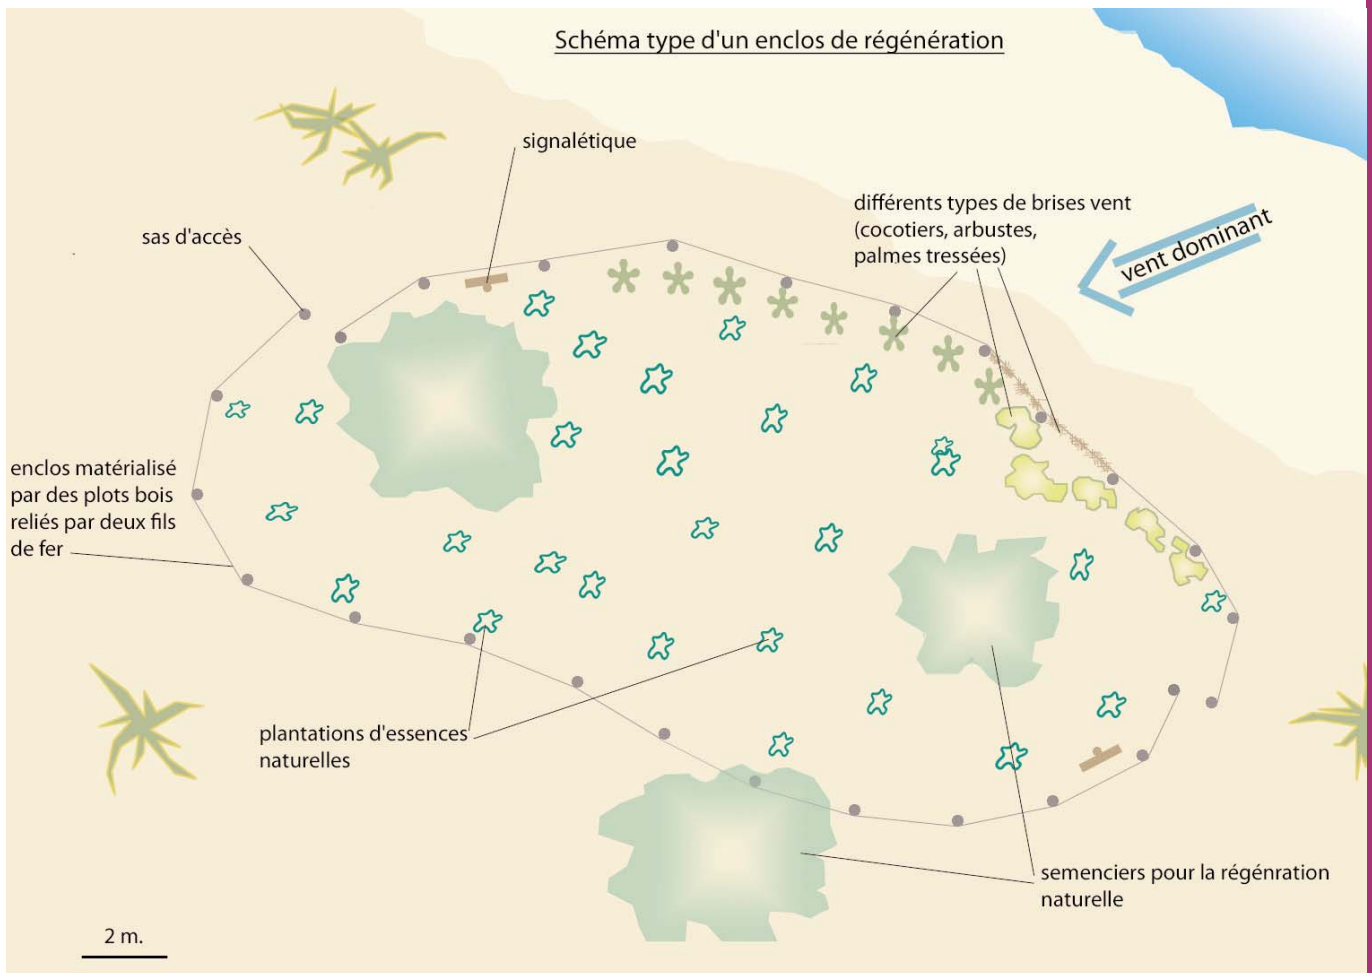 Schéma type d'un enclos de régénération
signalétique
différents types de brises vent
(cocotiers, arbustes,
palmes tressées)
vent dominant
sas d'accès
enclos matérialisé
par des plots bois
reliés par deux fils
de fer
plantations d'essences
naturelles
semenciers pour la régénration
naturelle
2 m.